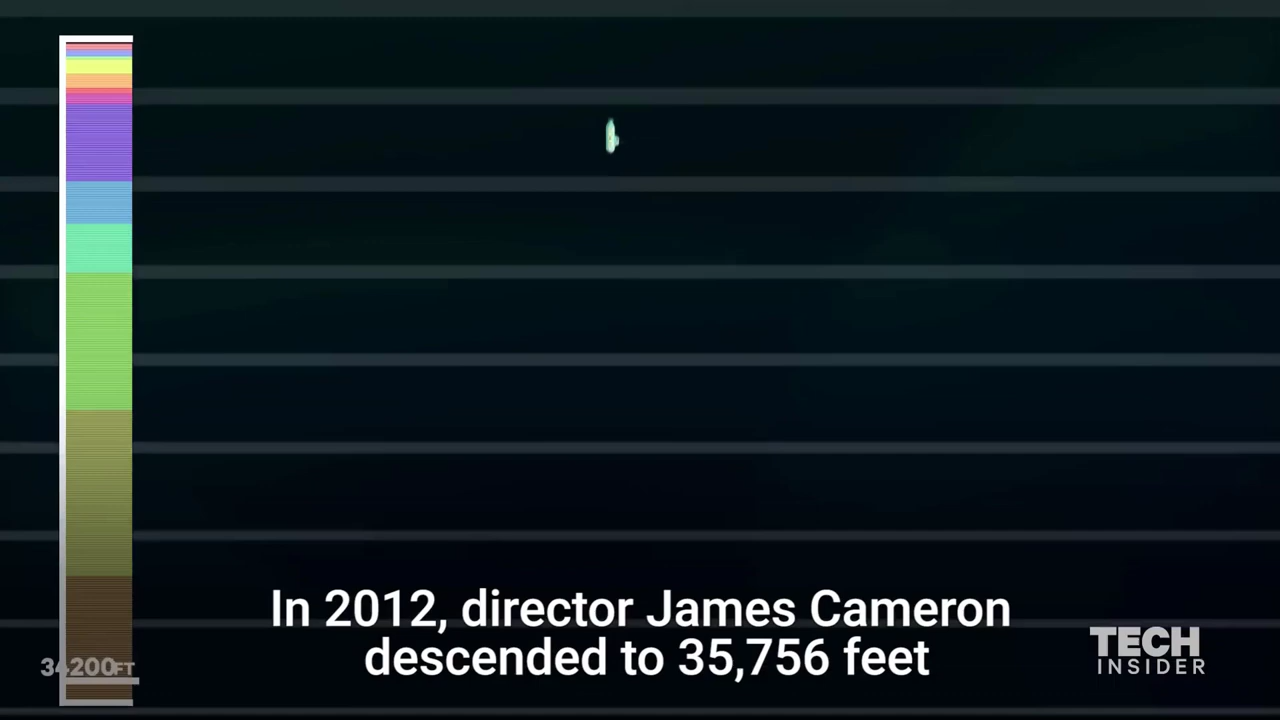 In 2012, director James Cameron
descended to 35,756 feet
34200FT
TECH
INSIDER